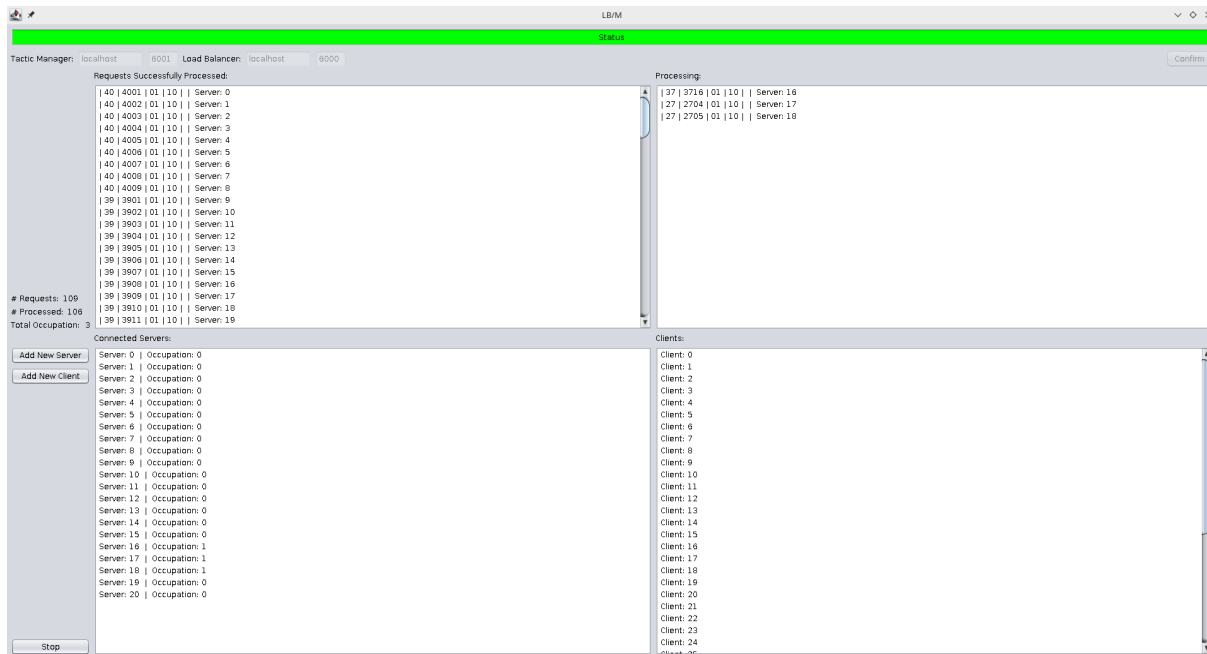 LB/M
Status
Tactic Manager: localhost 6001 Load Balancer: localhost 6000 Confirm
Requests Successfully Processed:
| 40 | 4001 | 01 | 10 | | Server: 0
| 40 | 4002 | 01 | 10 | | Server: 1
| 40 | 4003 | 01 | 10 | | Server: 2
| 40 | 4004 | 01 | 10 | | Server: 3
| 40 | 4005 | 01 | 10 | | Server: 4
| 40 | 4006 | 01 | 10 | | Server: 5
| 40 | 4007 | 01 | 10 | | Server: 6
| 40 | 4008 | 01 | 10 | | Server: 7
| 40 | 4009 | 01 | 10 | | Server: 8
| 39 | 3901 | 01 | 10 | | Server: 9
| 39 | 3902 | 01 | 10 | | Server: 10
| 39 | 3903 | 01 | 10 | | Server: 11
| 39 | 3904 | 01 | 10 | | Server: 12
| 39 | 3905 | 01 | 10 | | Server: 13
| 39 | 3906 | 01 | 10 | | Server: 14
| 39 | 3907 | 01 | 10 | | Server: 15
| 39 | 3908 | 01 | 10 | | Server: 16
| 39 | 3909 | 01 | 10 | | Server: 17
| 39 | 3910 | 01 | 10 | | Server: 18
| 39 | 3911 | 01 | 10 | | Server: 19
Processing:
| 37 | 3716 | 01 | 10 | | Server: 16
| 27 | 2704 | 01 | 10 | | Server: 17
| 27 | 2705 | 01 | 10 | | Server: 18
# Requests: 109
# Processed: 106
Total Occupation: 3
Add New Server
Add New Client
Stop
Connected Servers:
Server: 0 | Occupation: 0
Server: 1 | Occupation: 0
Server: 2 | Occupation: 0
Server: 3 | Occupation: 0
Server: 4 | Occupation: 0
Server: 5 | Occupation: 0
Server: 6 | Occupation: 0
Server: 7 | Occupation: 0
Server: 8 | Occupation: 0
Server: 9 | Occupation: 0
Server: 10 | Occupation: 0
Server: 11 | Occupation: 0
Server: 12 | Occupation: 0
Server: 13 | Occupation: 0
Server: 14 | Occupation: 0
Server: 15 | Occupation: 0
Server: 16 | Occupation: 1
Server: 17 | Occupation: 1
Server: 18 | Occupation: 1
Server: 19 | Occupation: 0
Server: 20 | Occupation: 0
Clients:
Client: 0
Client: 1
Client: 2
Client: 3
Client: 4
Client: 5
Client: 6
Client: 7
Client: 8
Client: 9
Client: 10
Client: 11
Client: 12
Client: 13
Client: 14
Client: 15
Client: 16
Client: 17
Client: 18
Client: 19
Client: 20
Client: 21
Client: 22
Client: 23
Client: 24